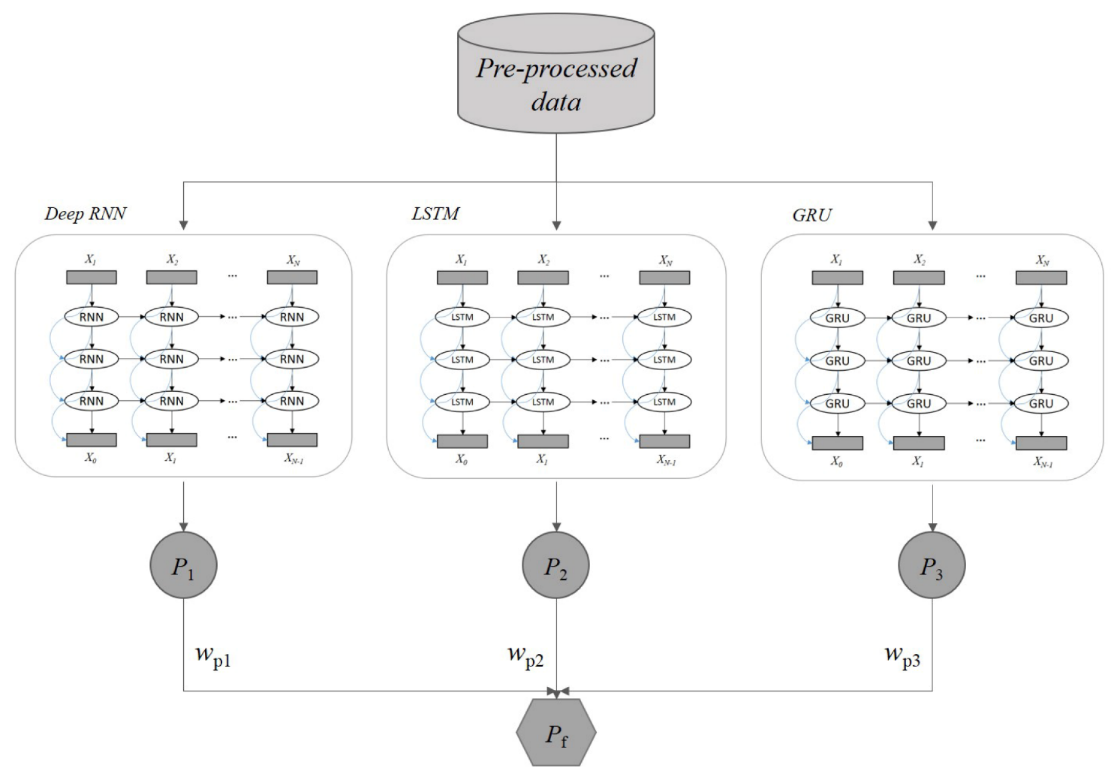 Pre-processed
data
Deep RNN
LSTM
GRU
X1 X2 ... XN
RNN RNN ... RNN
RNN RNN ... RNN
RNN RNN ... RNN
...
X0 X1 XN-1
X1 X2 ... XN
LSTM LSTM ... LSTM
LSTM LSTM ... LSTM
LSTM LSTM ... LSTM
...
X0 X1 XN-1
X1 X2 ... XN
GRU GRU ... GRU
GRU GRU ... GRU
GRU GRU ... GRU
...
X0 X1 XN-1
P1
P2
P3
wp1
wp2
wp3
Pf